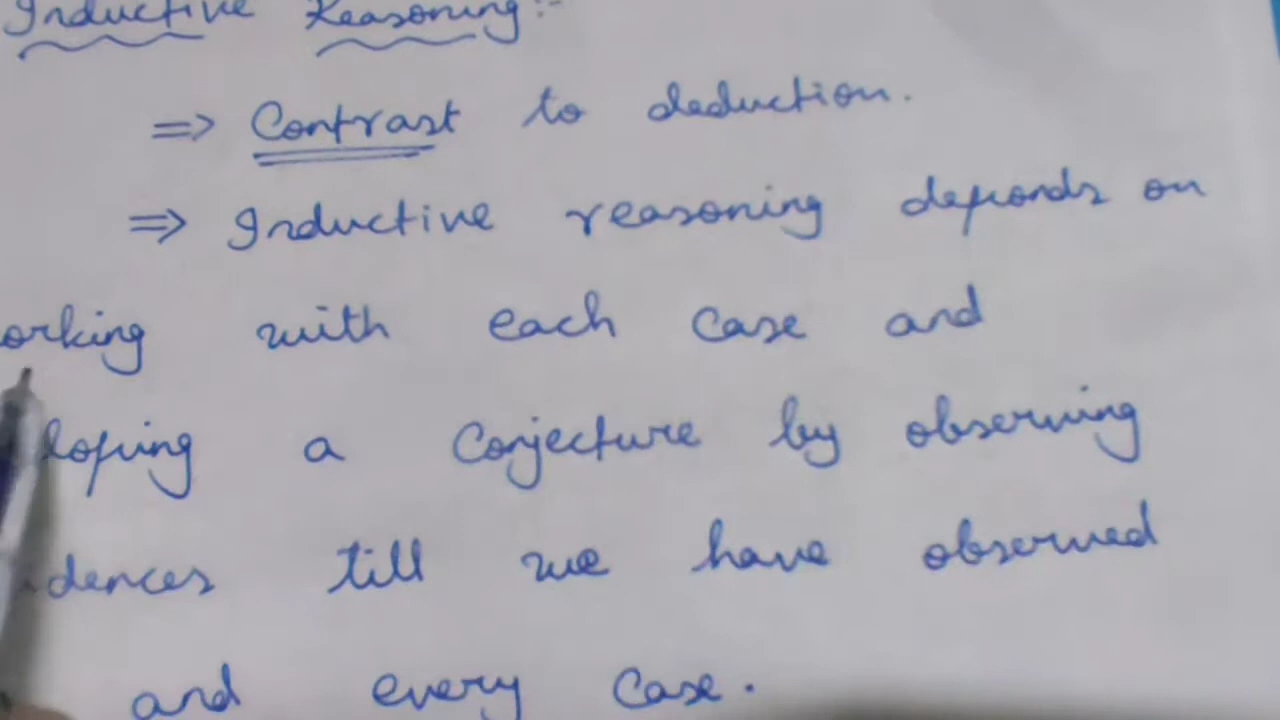 Inductive Reasoning:-
=> Contrast to deduction.
=> Inductive reasoning depends on
orking with each case and
loping a Conjecture by observing
dences till we have observed
and every case.